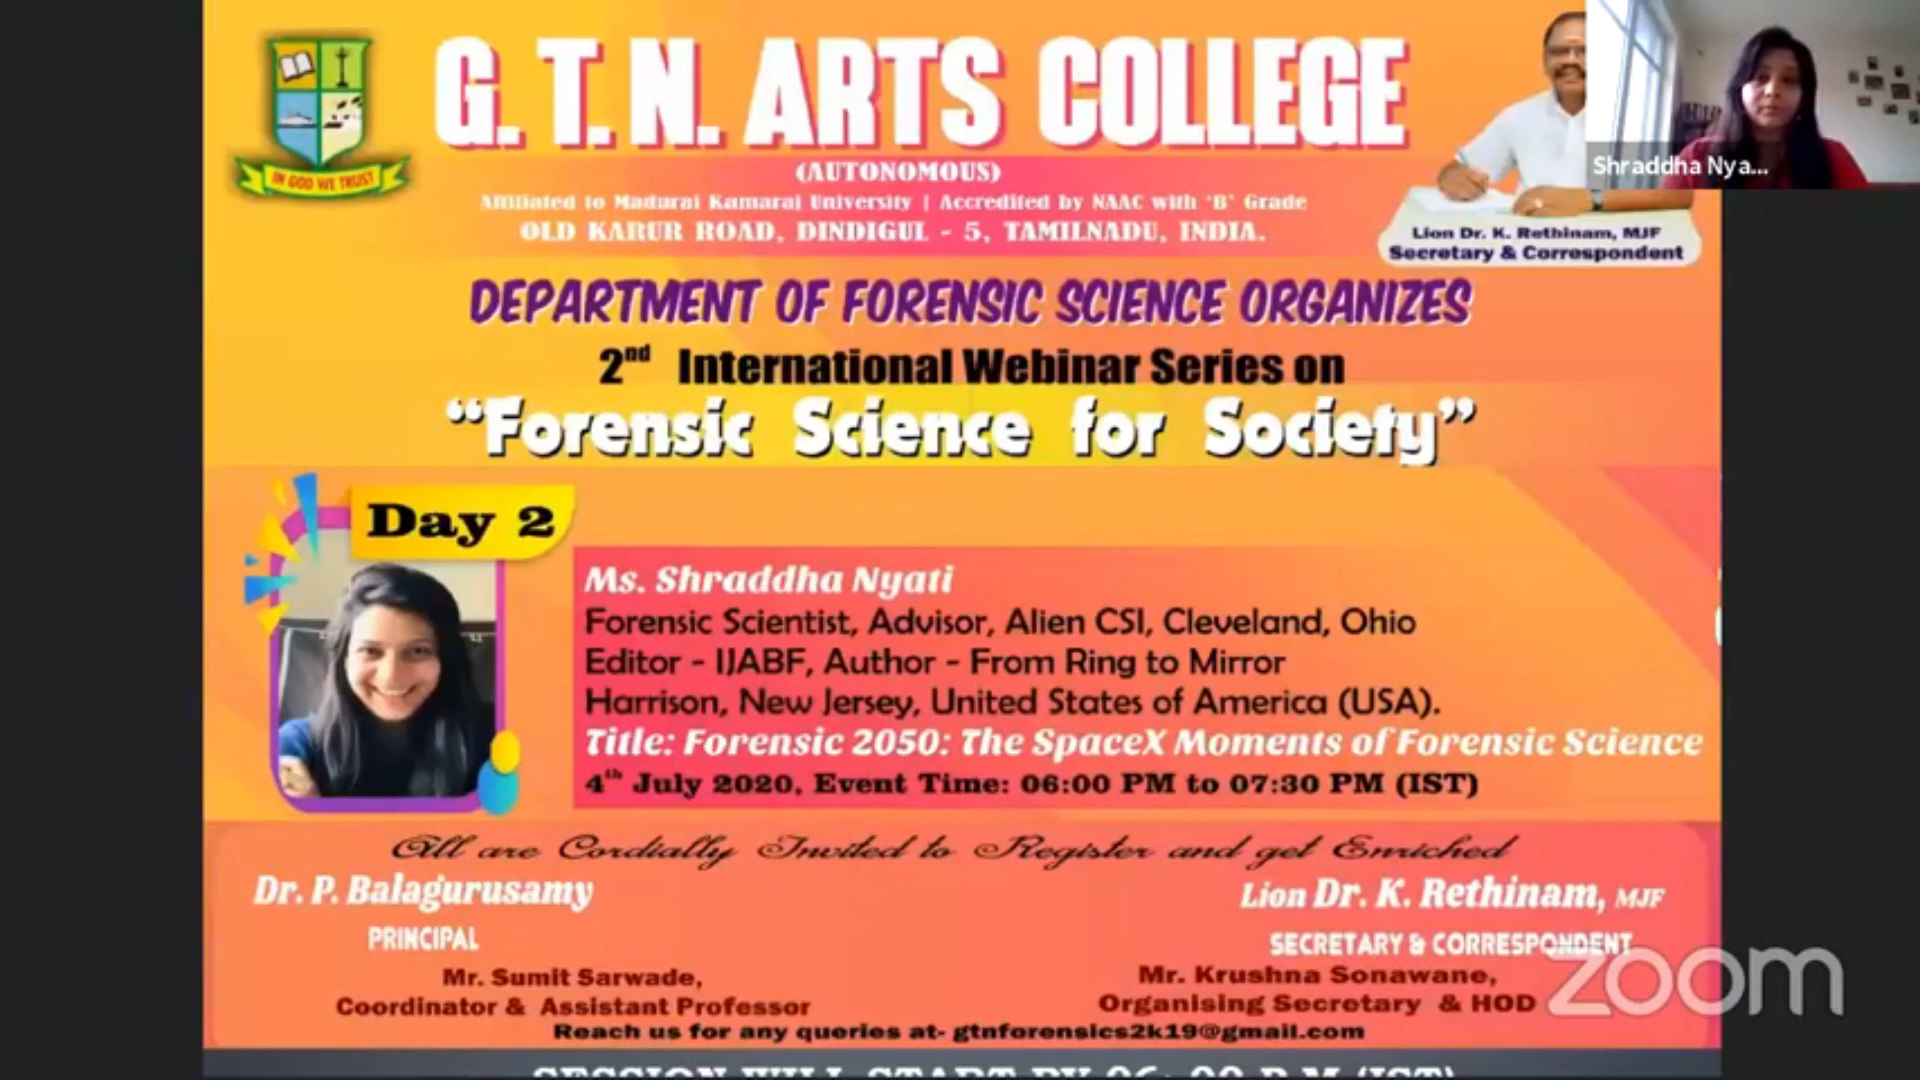 G. T. N. ARTS COLLEGE
(AUTONOMOUS)
Affiliated to Madurai Kamaraj University | Accredited by NAAC with 'B' Grade
OLD KARUR ROAD, DINDIGUL - 5, TAMILNADU, INDIA.
IN GOD WE TRUST
Shraddha Nya...
Lion Dr. K. Rethinam, MJF
Secretary & Correspondent
DEPARTMENT OF FORENSIC SCIENCE ORGANIZES
2nd International Webinar Series on
“Forensic Science for Society”
Day 2
Ms. Shraddha Nyati
Forensic Scientist, Advisor, Alien CSI, Cleveland, Ohio
Editor - IJABF, Author - From Ring to Mirror
Harrison, New Jersey, United States of America (USA).
Title: Forensic 2050: The SpaceX Moments of Forensic Science
4th July 2020, Event Time: 06:00 PM to 07:30 PM (IST)
All are Cordially Invited to Register and get Enriched
Dr. P. Balagurusamy
PRINCIPAL
Lion Dr. K. Rethinam, MJF
SECRETARY & CORRESPONDENT
Mr. Sumit Sarwade,
Coordinator & Assistant Professor
Mr. Krushna Sonawane,
Organising Secretary & HOD
Reach us for any queries at- gtnforensics2k19@gmail.com
zoom
SESSION WILL START BY 06:00 P.M (IST)